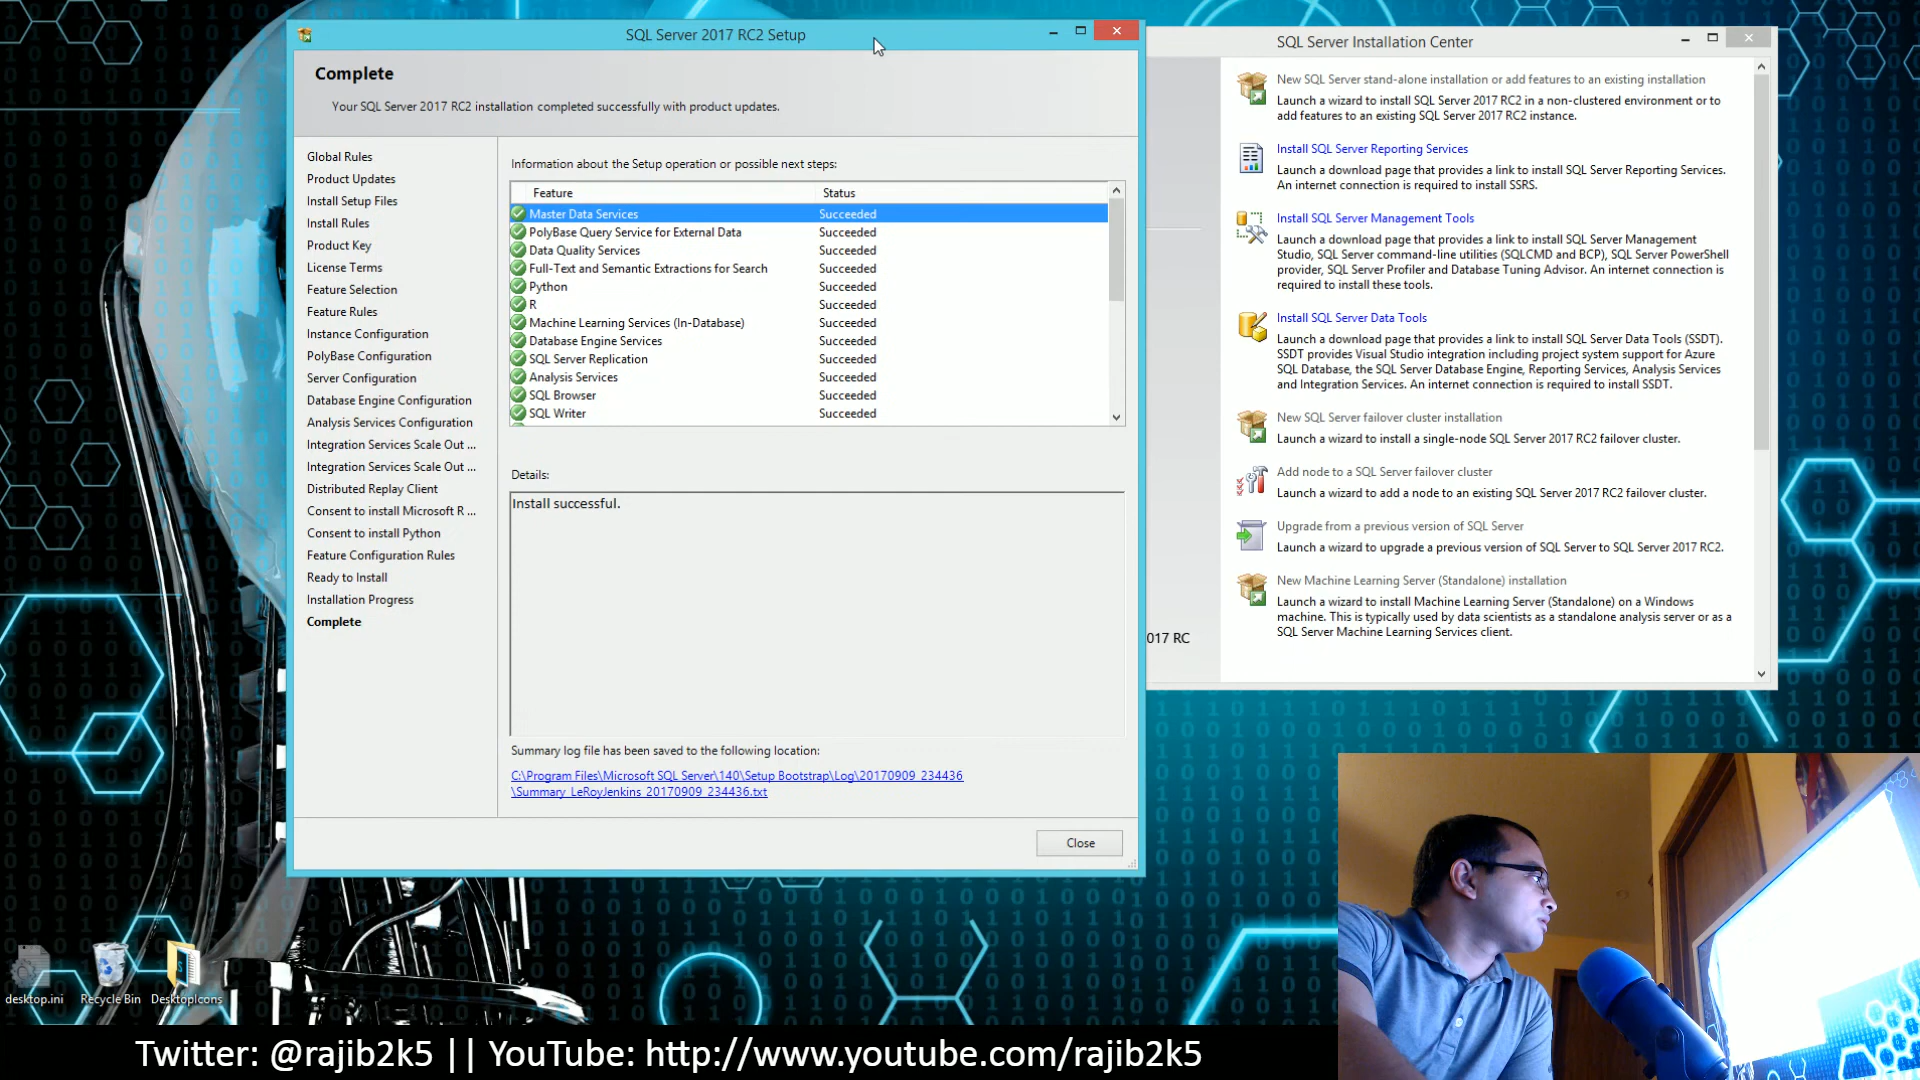 SQL Server 2017 RC2 Setup
Complete
Your SQL Server 2017 RC2 installation completed successfully with product updates.
Global Rules
Product Updates
Install Setup Files
Install Rules
Product Key
License Terms
Feature Selection
Feature Rules
Instance Configuration
PolyBase Configuration
Server Configuration
Database Engine Configuration
Analysis Services Configuration
Integration Services Scale Out ...
Integration Services Scale Out ...
Distributed Replay Client
Consent to install Microsoft R ...
Consent to install Python
Feature Configuration Rules
Ready to Install
Installation Progress
Complete
Information about the Setup operation or possible next steps:
Feature Status
Master Data Services Succeeded
PolyBase Query Service for External Data Succeeded
Data Quality Services Succeeded
Full-Text and Semantic Extractions for Search Succeeded
Python Succeeded
R Succeeded
Machine Learning Services (In-Database) Succeeded
Database Engine Services Succeeded
SQL Server Replication Succeeded
Analysis Services Succeeded
SQL Browser Succeeded
SQL Writer Succeeded
Details:
Install successful.
Summary log file has been saved to the following location:
C:\Program Files\Microsoft SQL Server\140\Setup Bootstrap\Log\20170909_234436
\Summary_LeRoyJenkins_20170909_234436.txt
Close
SQL Server Installation Center
New SQL Server stand-alone installation or add features to an existing installation
Launch a wizard to install SQL Server 2017 RC2 in a non-clustered environment or to
add features to an existing SQL Server 2017 RC2 instance.
Install SQL Server Reporting Services
Launch a download page that provides a link to install SQL Server Reporting Services.
An internet connection is required to install SSRS.
Install SQL Server Management Tools
Launch a download page that provides a link to install SQL Server Management
Studio, SQL Server command-line utilities (SQLCMD and BCP), SQL Server PowerShell
provider, SQL Server Profiler and Database Tuning Advisor. An internet connection is
required to install these tools.
Install SQL Server Data Tools
Launch a download page that provides a link to install SQL Server Data Tools (SSDT).
SSDT provides Visual Studio integration including project system support for Azure
SQL Database, the SQL Server Database Engine, Reporting Services, Analysis Services
and Integration Services. An internet connection is required to install SSDT.
New SQL Server failover cluster installation
Launch a wizard to install a single-node SQL Server 2017 RC2 failover cluster.
Add node to a SQL Server failover cluster
Launch a wizard to add a node to an existing SQL Server 2017 RC2 failover cluster.
Upgrade from a previous version of SQL Server
Launch a wizard to upgrade a previous version of SQL Server to SQL Server 2017 RC2.
New Machine Learning Server (Standalone) installation
Launch a wizard to install Machine Learning Server (Standalone) on a Windows
machine. This is typically used by data scientists as a standalone analysis server or as a
SQL Server Machine Learning Services client.
017 RC
desktop.ini
Recycle Bin
DesktopIcons
Twitter: @rajib2k5 || YouTube: http://www.youtube.com/rajib2k5